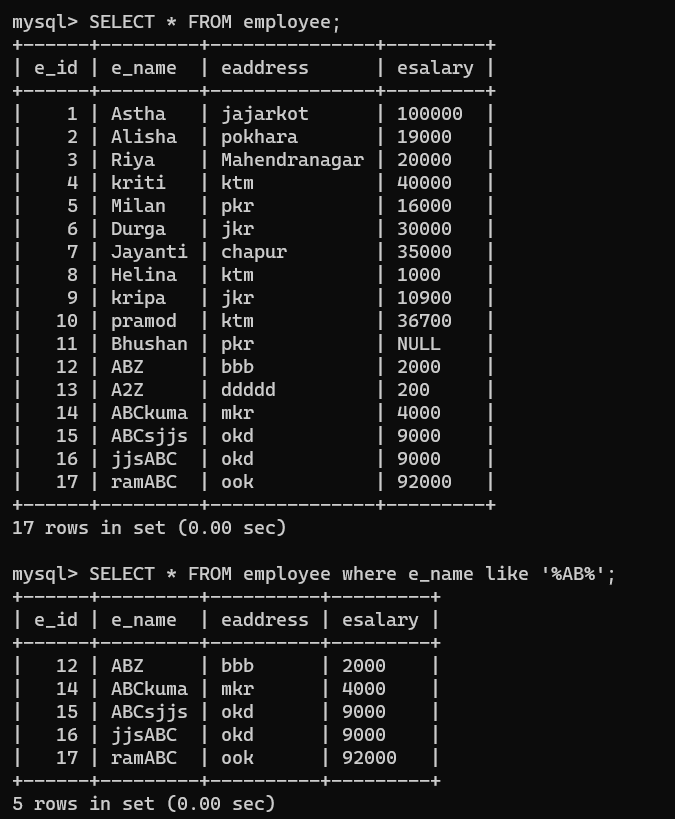 mysql> SELECT * FROM employee;
+------+---------+---------------+---------+
| e_id | e_name  | eaddress      | esalary |
+------+---------+---------------+---------+
|    1 | Astha   | jajarkot      | 100000  |
|    2 | Alisha  | pokhara       | 19000   |
|    3 | Riya    | Mahendranagar | 20000   |
|    4 | kriti   | ktm           | 40000   |
|    5 | Milan   | pkr           | 16000   |
|    6 | Durga   | jkr           | 30000   |
|    7 | Jayanti | chapur        | 35000   |
|    8 | Helina  | ktm           | 1000    |
|    9 | kripa   | jkr           | 10900   |
|   10 | pramod  | ktm           | 36700   |
|   11 | Bhushan | pkr           | NULL    |
|   12 | ABZ     | bbb           | 2000    |
|   13 | A2Z     | ddddd         | 200     |
|   14 | ABCkuma | mkr           | 4000    |
|   15 | ABCsjjs | okd           | 9000    |
|   16 | jjsABC  | okd           | 9000    |
|   17 | ramABC  | ook           | 92000   |
+------+---------+---------------+---------+
17 rows in set (0.00 sec)

mysql> SELECT * FROM employee where e_name like '%AB%';
+------+---------+----------+---------+
| e_id | e_name  | eaddress | esalary |
+------+---------+----------+---------+
|   12 | ABZ     | bbb      | 2000    |
|   14 | ABCkuma | mkr      | 4000    |
|   15 | ABCsjjs | okd      | 9000    |
|   16 | jjsABC  | okd      | 9000    |
|   17 | ramABC  | ook      | 92000   |
+------+---------+----------+---------+
5 rows in set (0.00 sec)